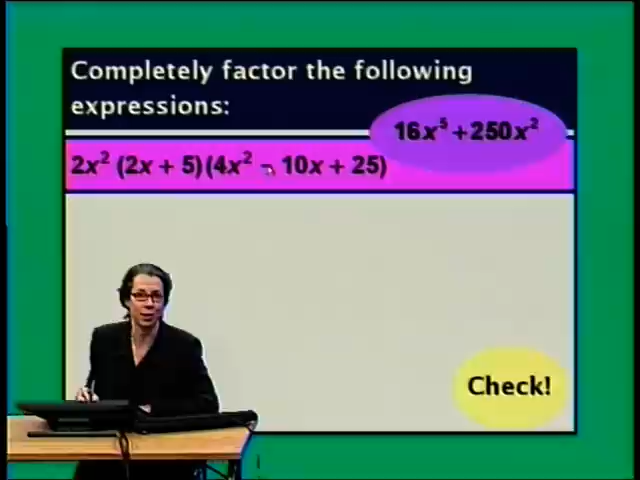 Completely factor the following
expressions:
16x⁵ + 250x²
2x² (2x + 5)(4x² − 10x + 25)
Check!